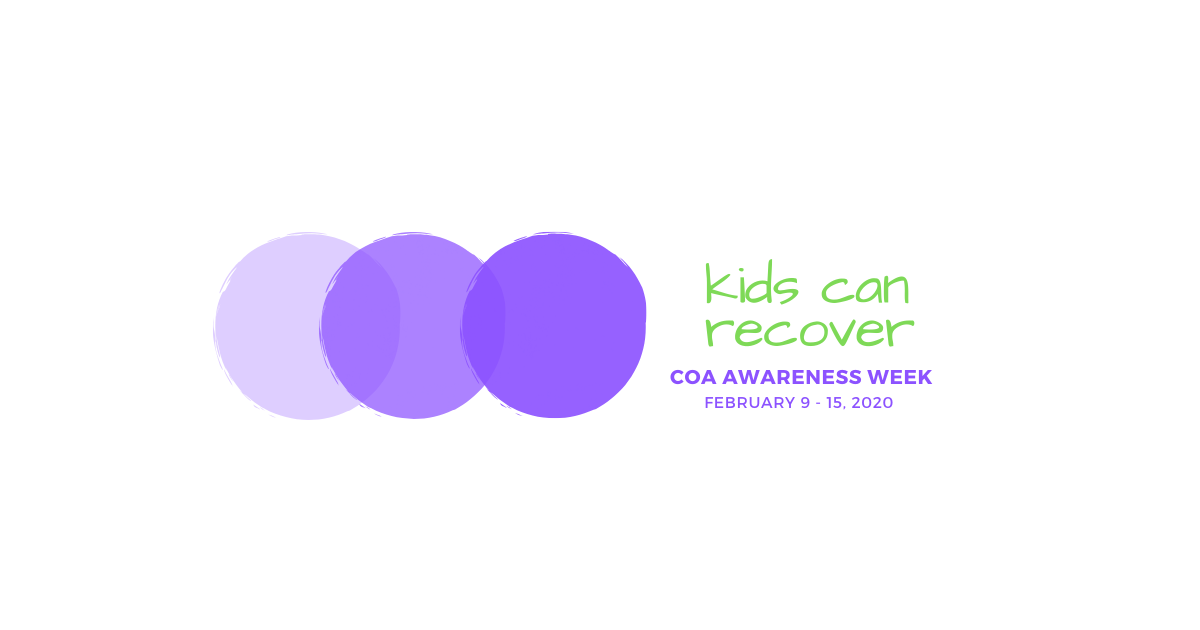 kids can
recover
COA AWARENESS WEEK
FEBRUARY 9 - 15, 2020